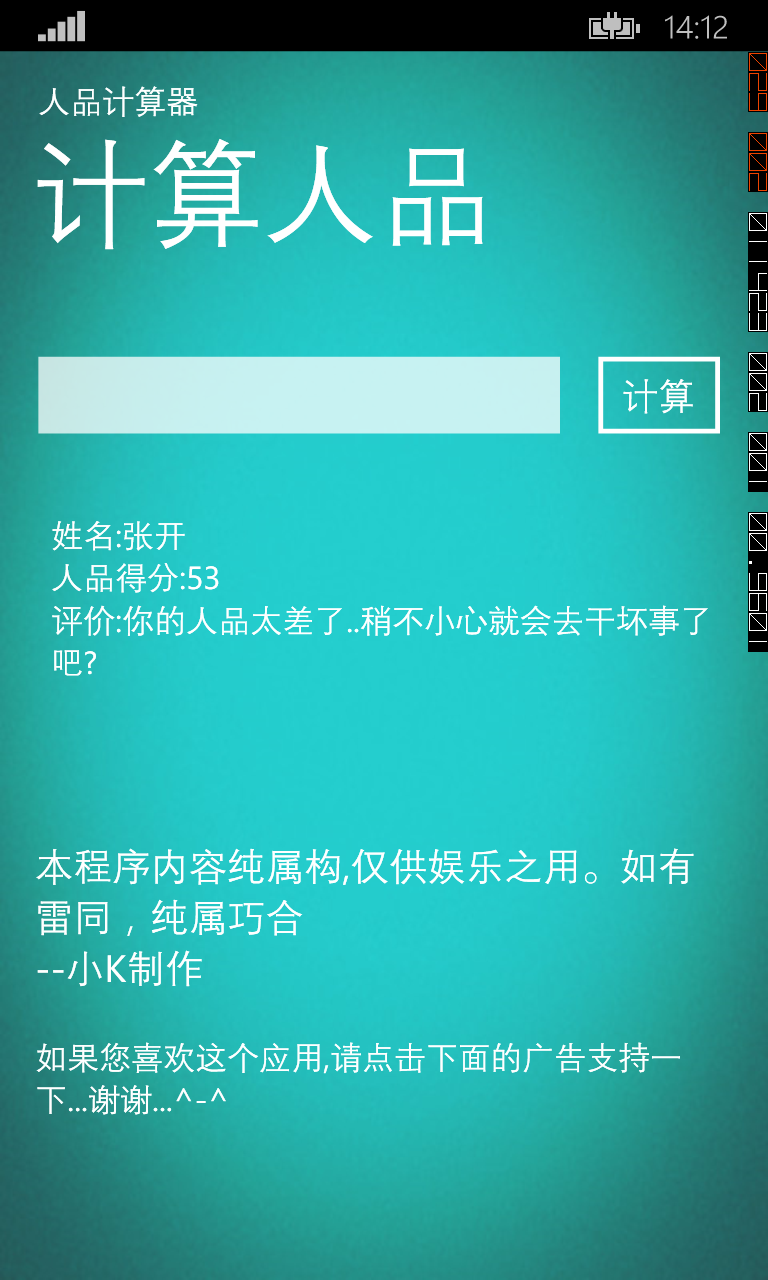 14:12
人品计算器
计算人品
计算
姓名:张开
人品得分:53
评价:你的人品太差了..稍不小心就会去干坏事了
吧?
本程序内容纯属构,仅供娱乐之用。如有
雷同，纯属巧合
--小K制作
如果您喜欢这个应用,请点击下面的广告支持一
下...谢谢...^-^